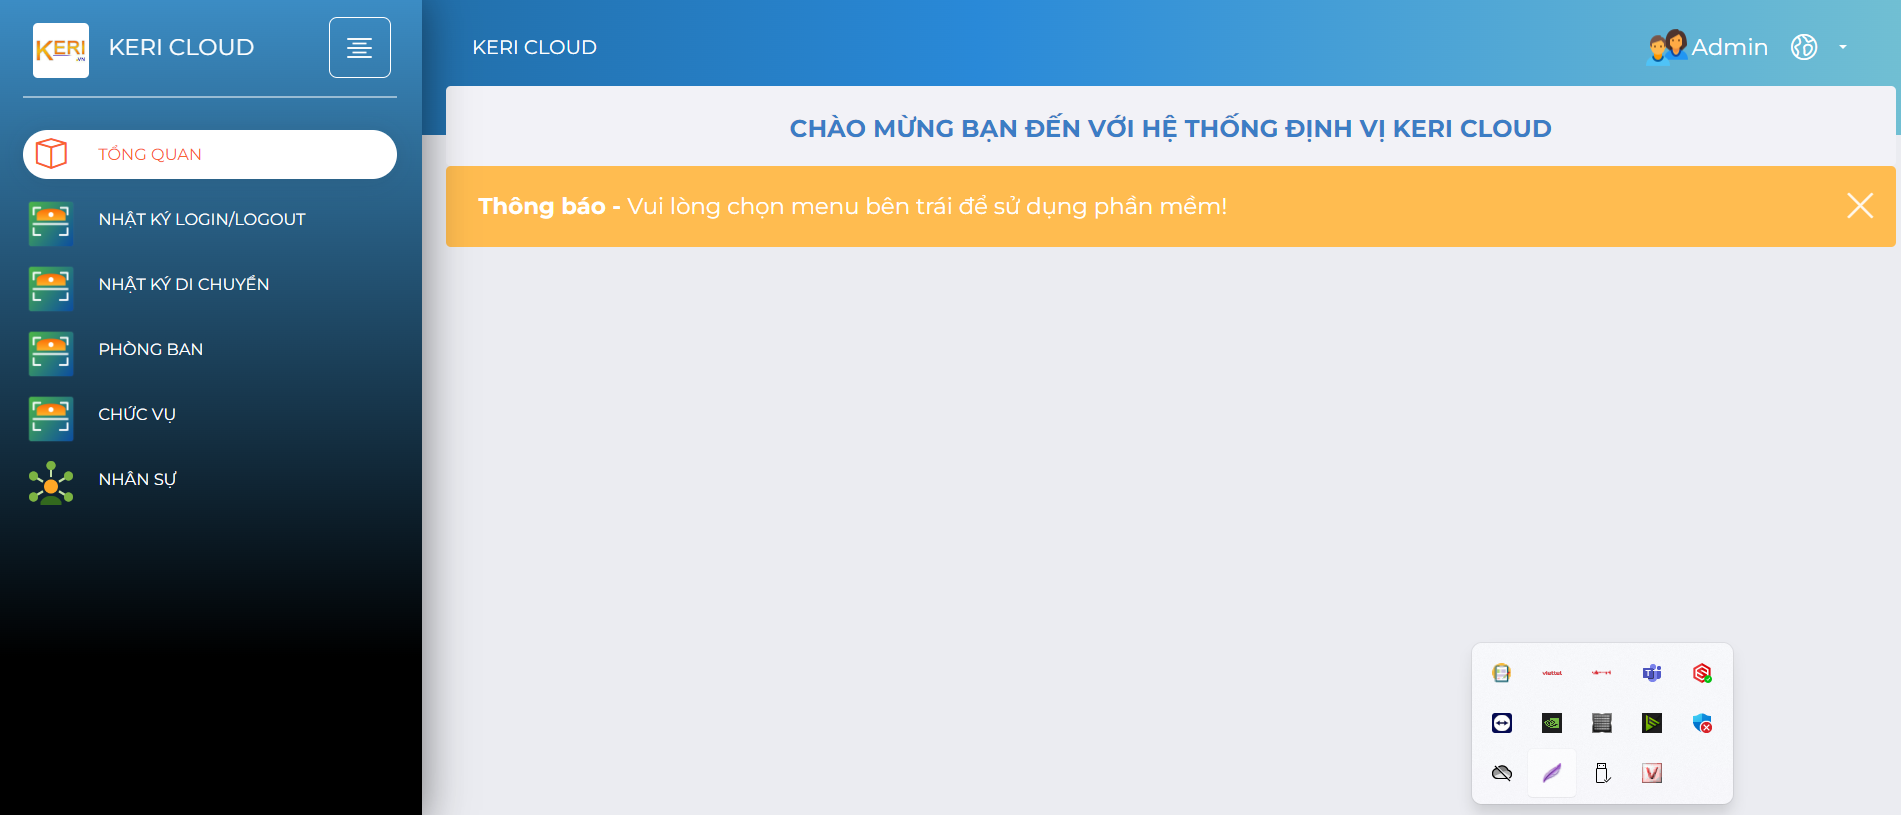 KERI
.VN
KERI CLOUD
KERI CLOUD
Admin
TỔNG QUAN
NHẬT KÝ LOGIN/LOGOUT
NHẬT KÝ DI CHUYỂN
PHÒNG BAN
CHỨC VỤ
NHÂN SỰ
CHÀO MỪNG BẠN ĐẾN VỚI HỆ THỐNG ĐỊNH VỊ KERI CLOUD
Thông báo - Vui lòng chọn menu bên trái để sử dụng phần mềm!
viettel
V